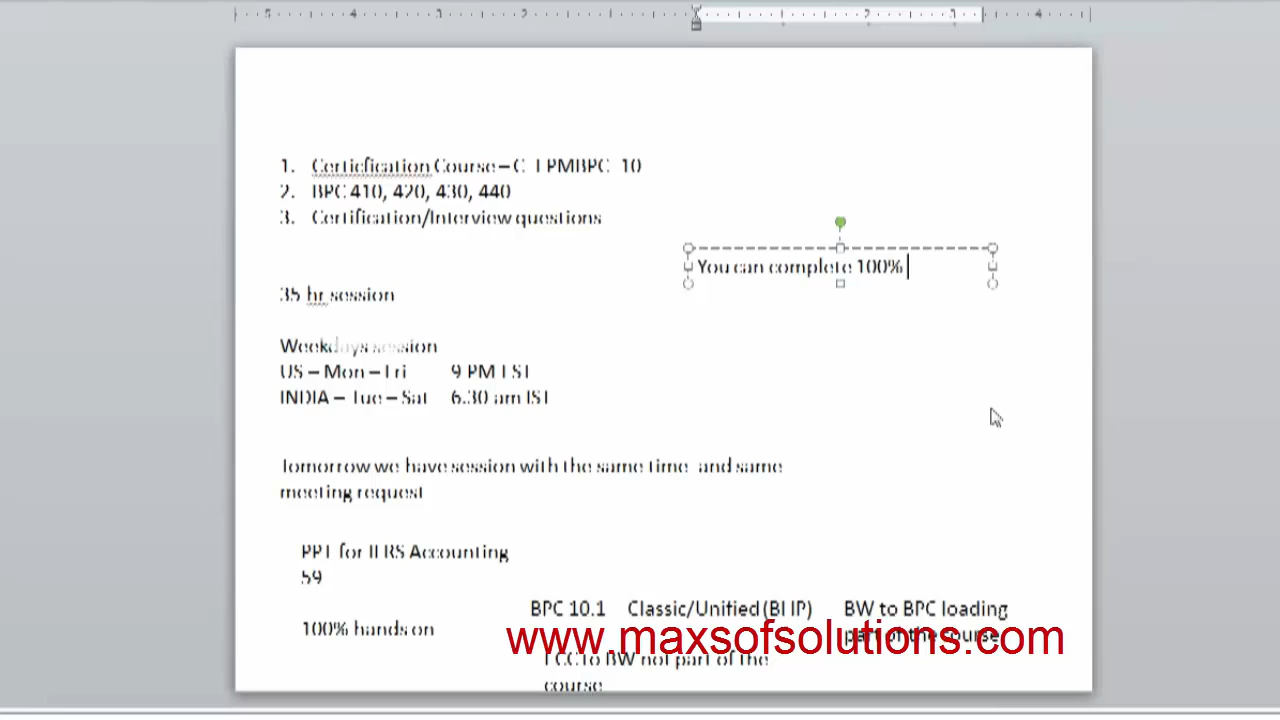 1. Certicfication Course – C_TPMBPC_10
2. BPC 410, 420, 430, 440
3. Certification/Interview questions
You can complete 100%
35 hr session
Weekdays session
US – Mon – Fri 9 PM EST
INDIA – Tue – Sat 6.30 am IST
Tomorrow we have session with the same time and same
meeting request
PPT for IFRS Accounting
59
100% hands on
BPC 10.1 Classic/Unified (BI IP) BW to BPC loading
part of the course
www.maxsofsolutions.com
ECC to BW not part of the
course